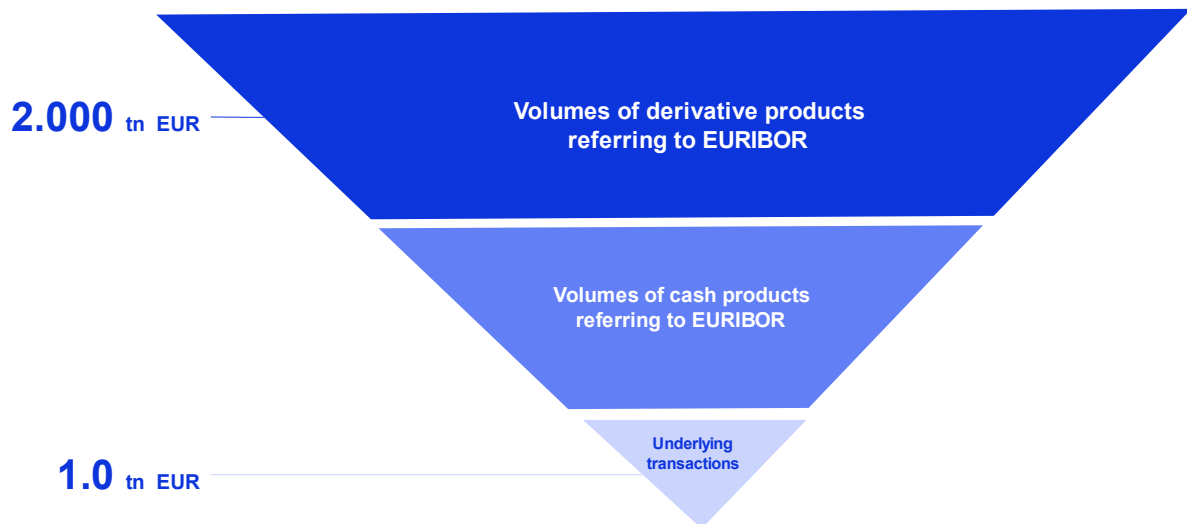 Volumes of derivative products
referring to EURIBOR
2.000 tn EUR
Volumes of cash products
referring to EURIBOR
Underlying
transactions
1.0 tn EUR